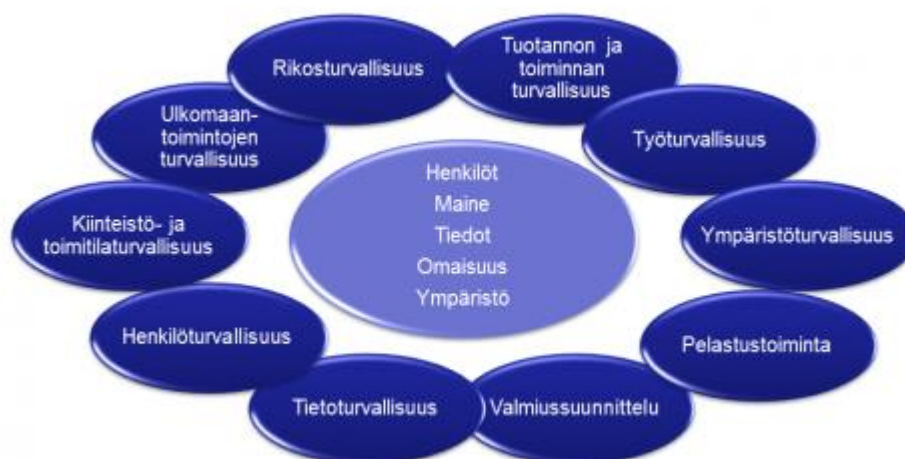 Rikosturvallisuus
Tuotannon ja
toiminnan
turvallisuus
Ulkomaan-
toimintojen
turvallisuus
Työturvallisuus
Henkilöt
Maine
Tiedot
Omaisuus
Ympäristö
Kiinteistö- ja
toimitilaturvallisuus
Ympäristöturvallisuus
Henkilöturvallisuus
Pelastustoiminta
Tietoturvallisuus
Valmiussuunnittelu